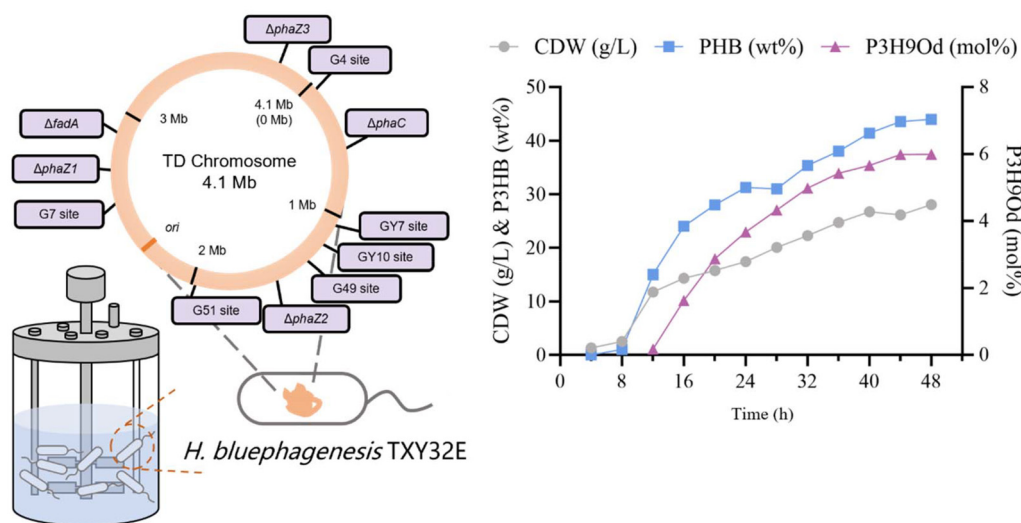 ΔphaZ3
G4 site
4.1 Mb
(0 Mb)
3 Mb
ΔfadA
ΔphaC
TD Chromosome
4.1 Mb
ΔphaZ1
G7 site
1 Mb
GY7 site
ori
2 Mb
GY10 site
G49 site
G51 site
ΔphaZ2
H. bluephagenesis TXY32E
CDW (g/L)
PHB (wt%)
P3H9Od (mol%)
CDW (g/L) & P3HB (wt%)
50
40
30
20
10
0
8
6
4
2
0
P3H9Od (mol%)
0 8 16 24 32 40 48
Time (h)